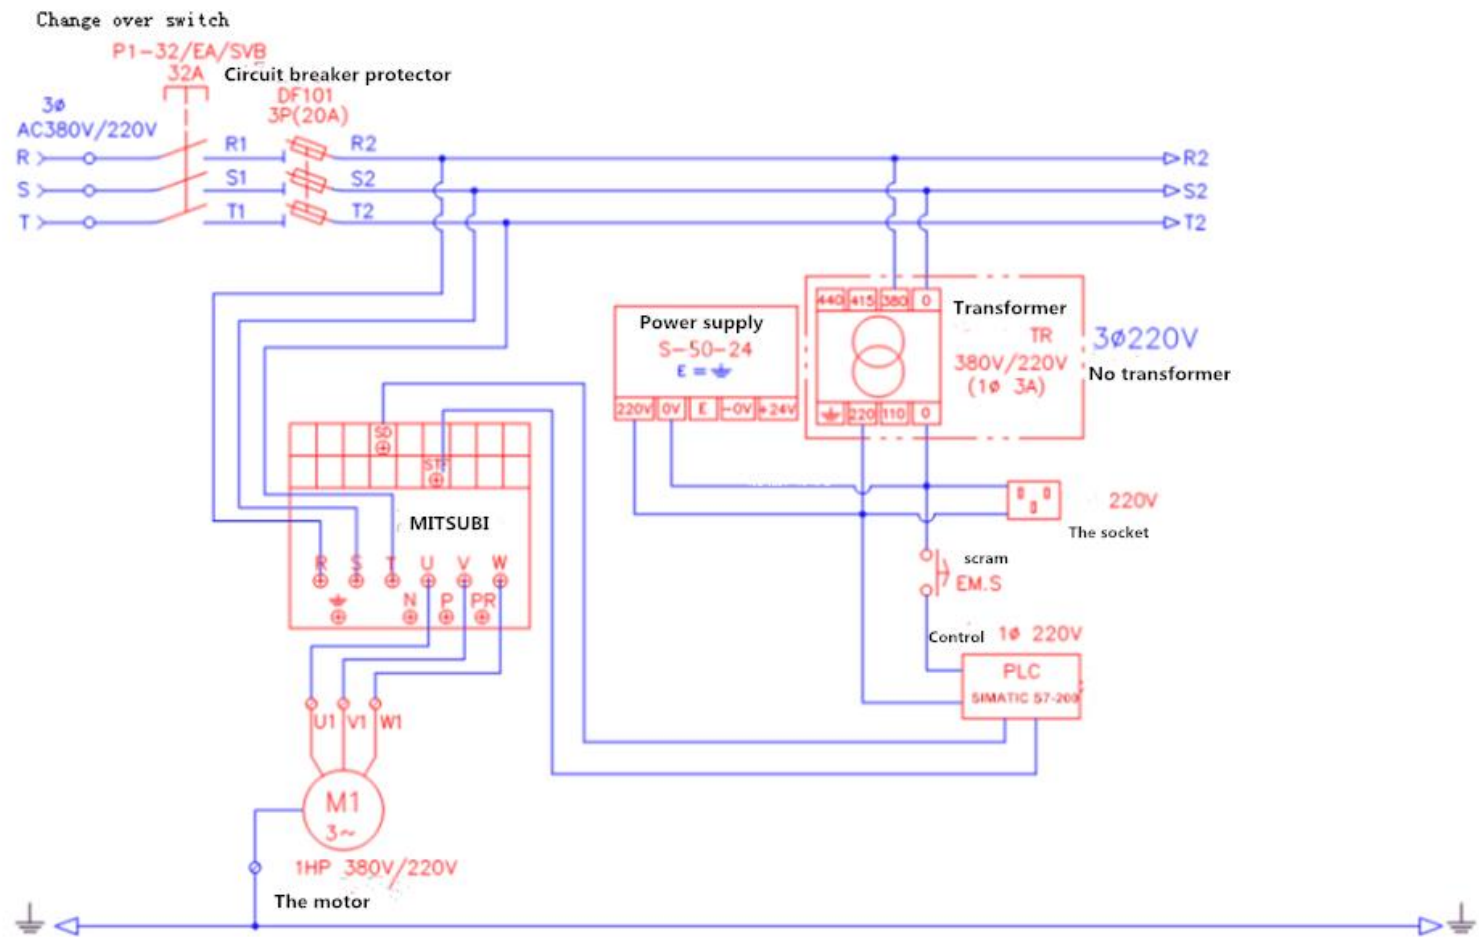 Change over switch
P1-32/EA/SVB
32A
Circuit breaker protector
DF101
3P(20A)
3ø
AC380V/220V
R R1 R2 R2
S S1 S2 S2
T T1 T2 T2
440 415 380 0
Transformer
TR
380V/220V
(1ø 3A)
3ø220V
No transformer
Power supply
S-50-24
E =
220V 0V E -0V +24V
220 110 0
SD
STF
MITSUBI
R S T U V W
N P PR
220V
The socket
scram
EM.S
Control 1ø 220V
PLC
SIMATIC S7-200
U1 V1 W1
M1
3~
1HP 380V/220V
The motor